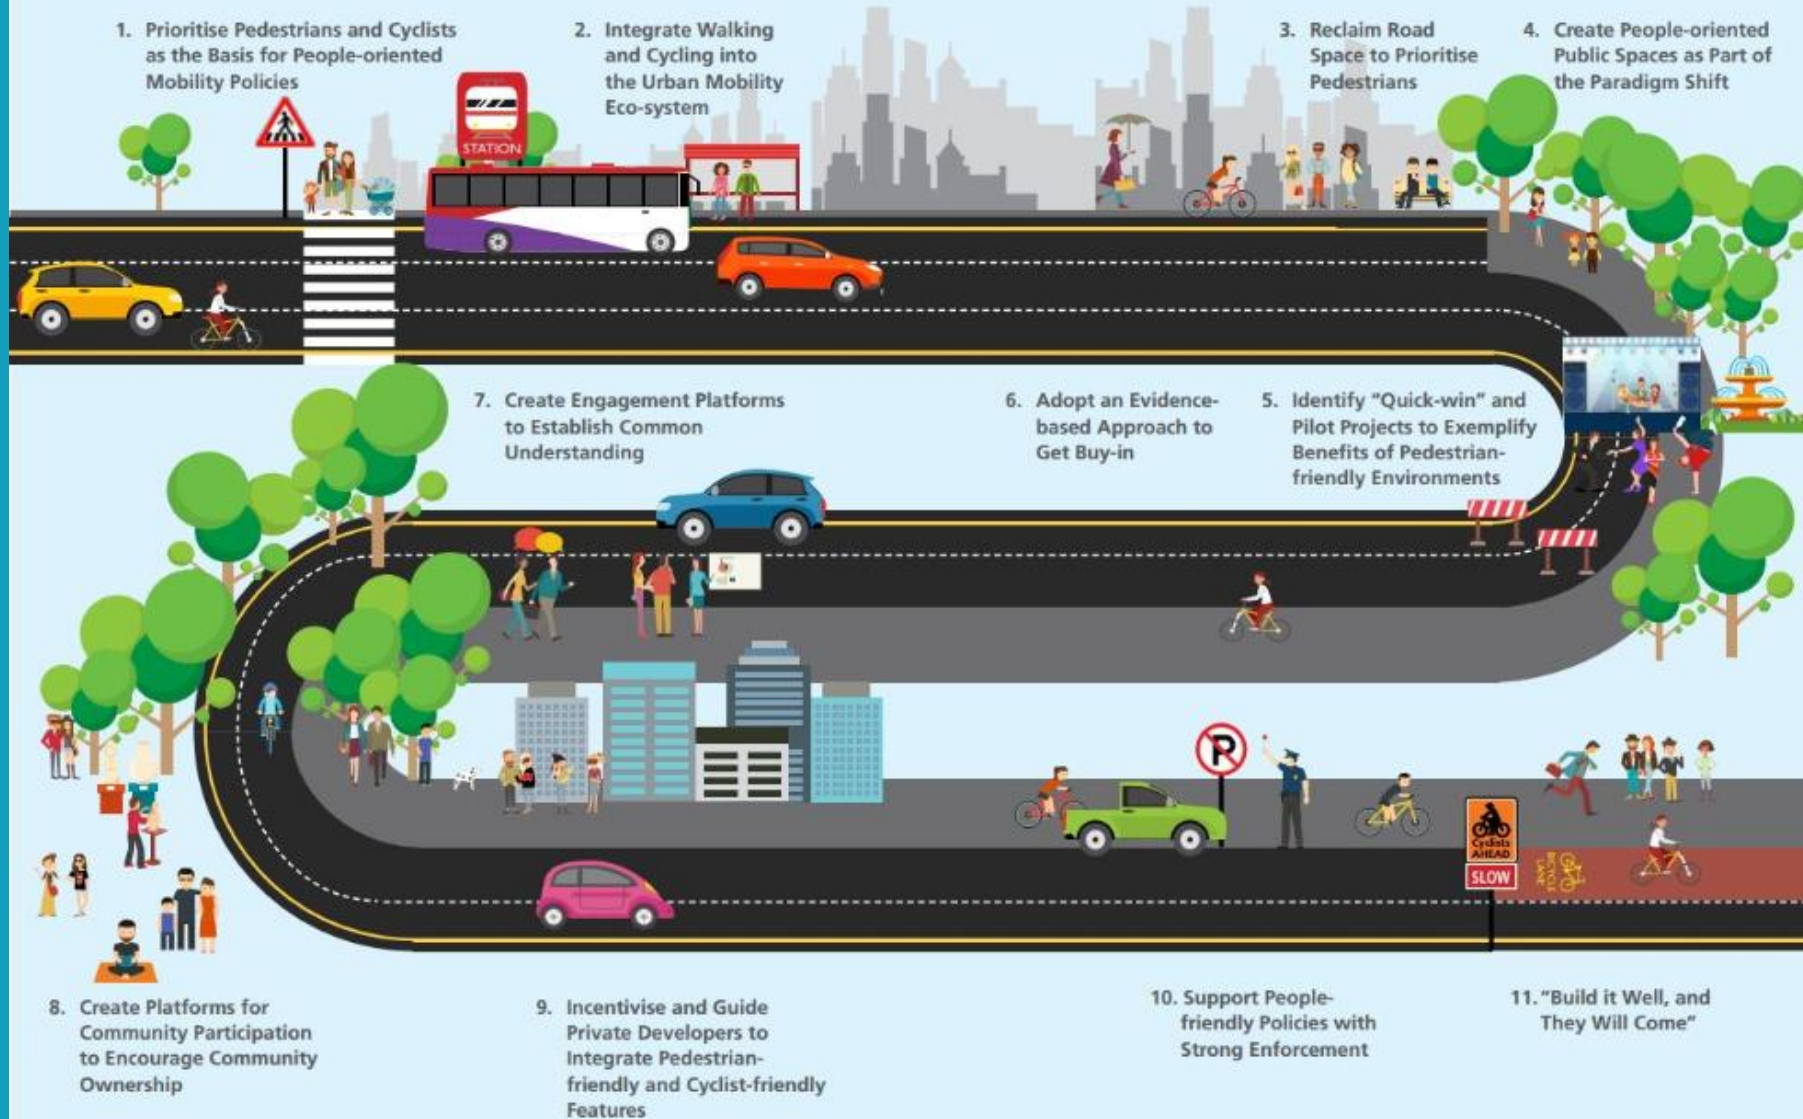 1. Prioritise Pedestrians and Cyclists
as the Basis for People-oriented
Mobility Policies
2. Integrate Walking
and Cycling into
the Urban Mobility
Eco-system
3. Reclaim Road
Space to Prioritise
Pedestrians
4. Create People-oriented
Public Spaces as Part of
the Paradigm Shift
STATION
7. Create Engagement Platforms
to Establish Common
Understanding
6. Adopt an Evidence-
based Approach to
Get Buy-in
5. Identify “Quick-win” and
Pilot Projects to Exemplify
Benefits of Pedestrian-
friendly Environments
P
Cyclists
AHEAD
SLOW
BICYCLE
LANE
8. Create Platforms for
Community Participation
to Encourage Community
Ownership
9. Incentivise and Guide
Private Developers to
Integrate Pedestrian-
friendly and Cyclist-friendly
Features
10. Support People-
friendly Policies with
Strong Enforcement
11. “Build it Well, and
They Will Come”